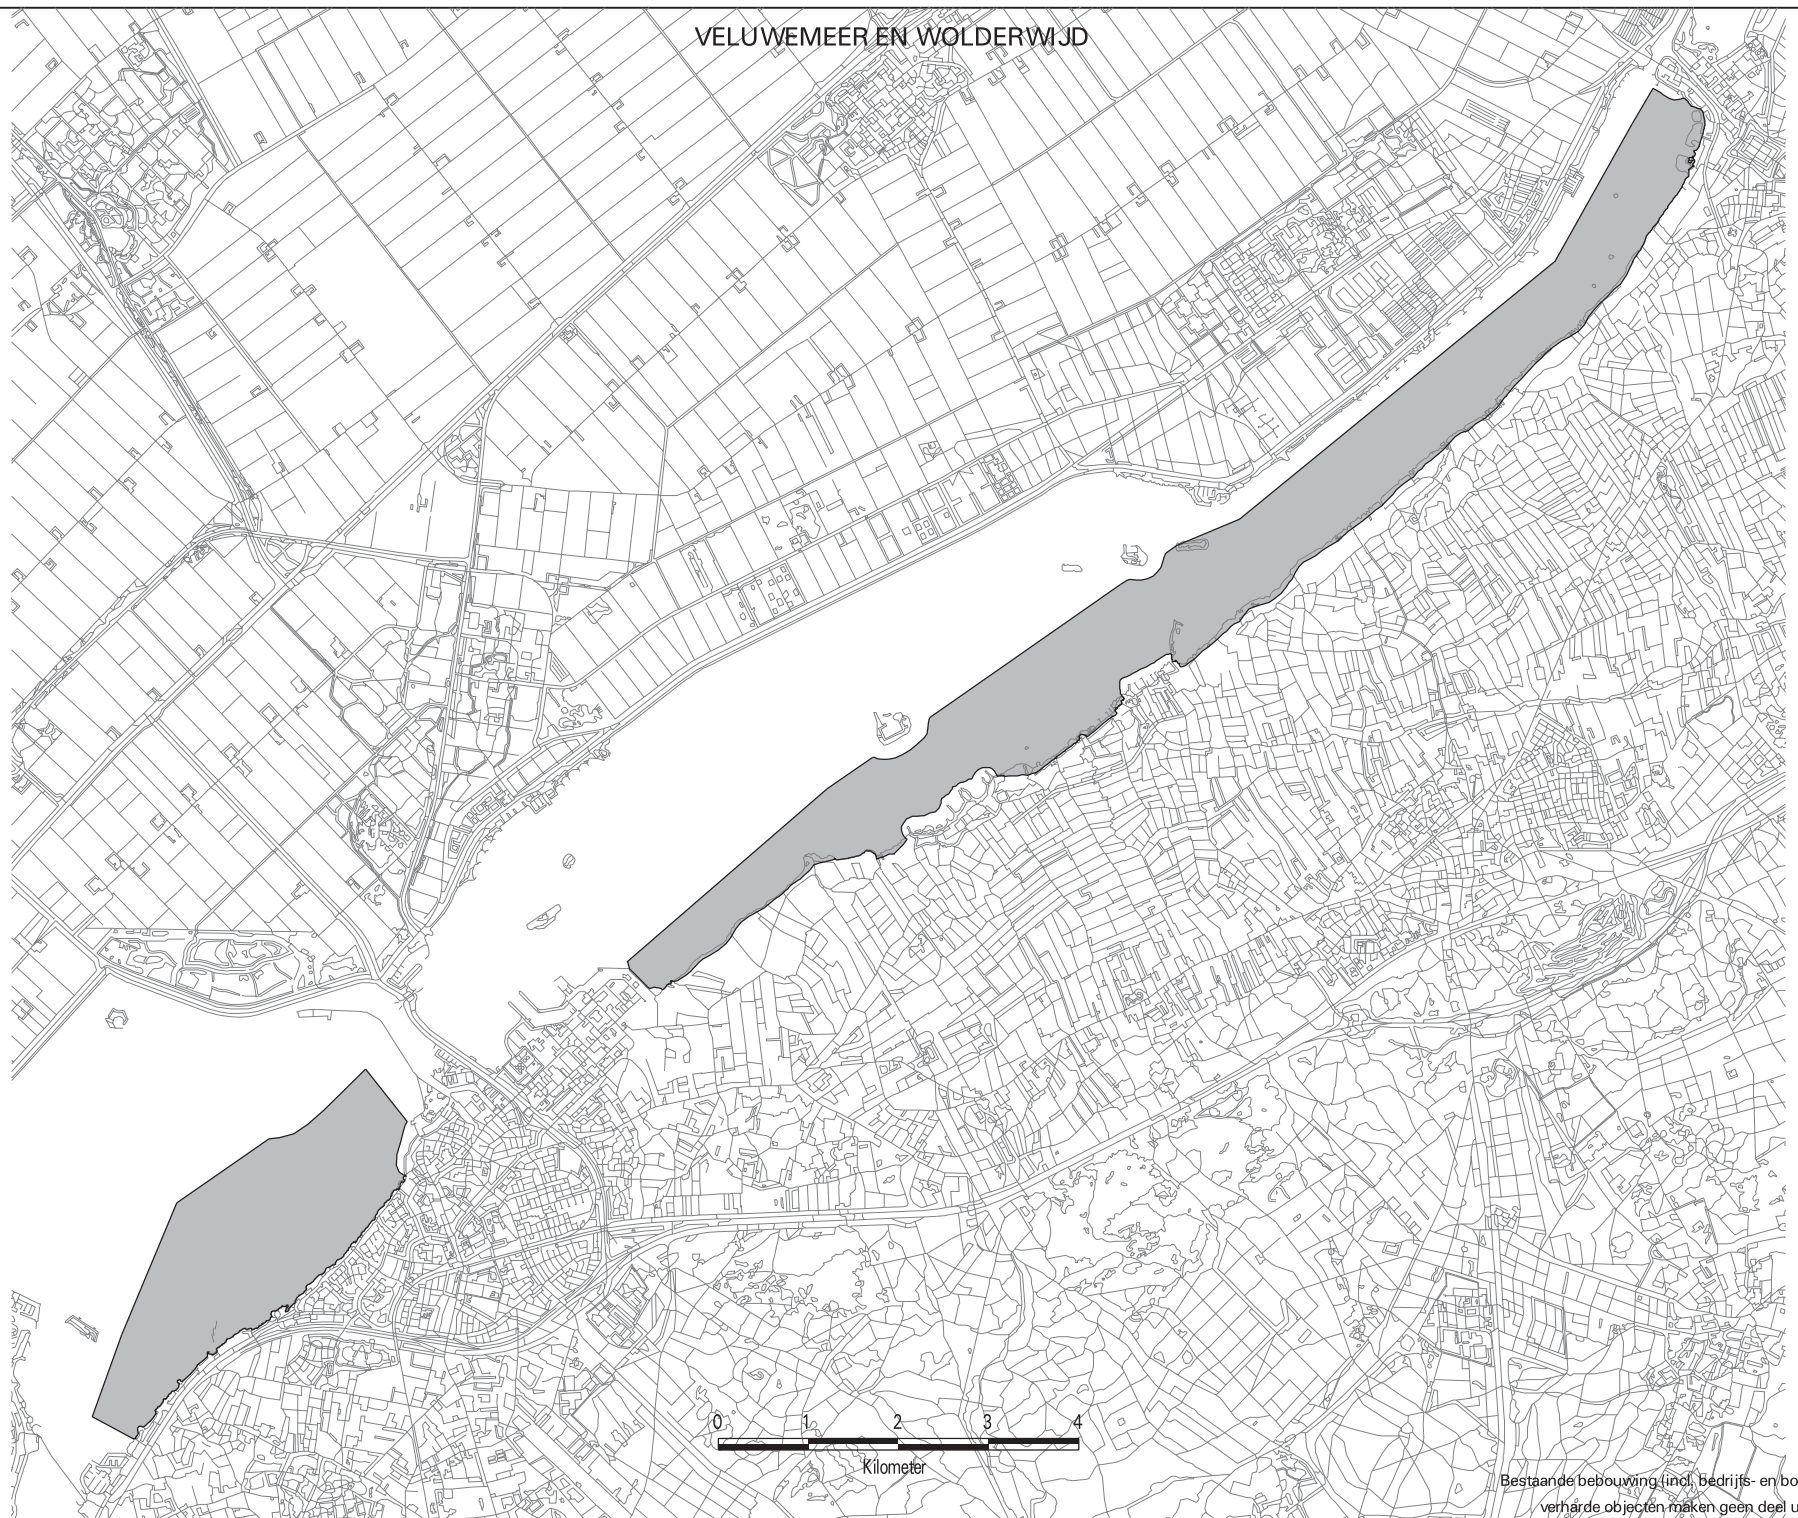 VELUWEMEER EN WOLDERWIJD
0 1 2 3 4
Kilometer
Bestaande bebouwing (incl. bedrijfs- en bo
verharde objecten maken geen deel u